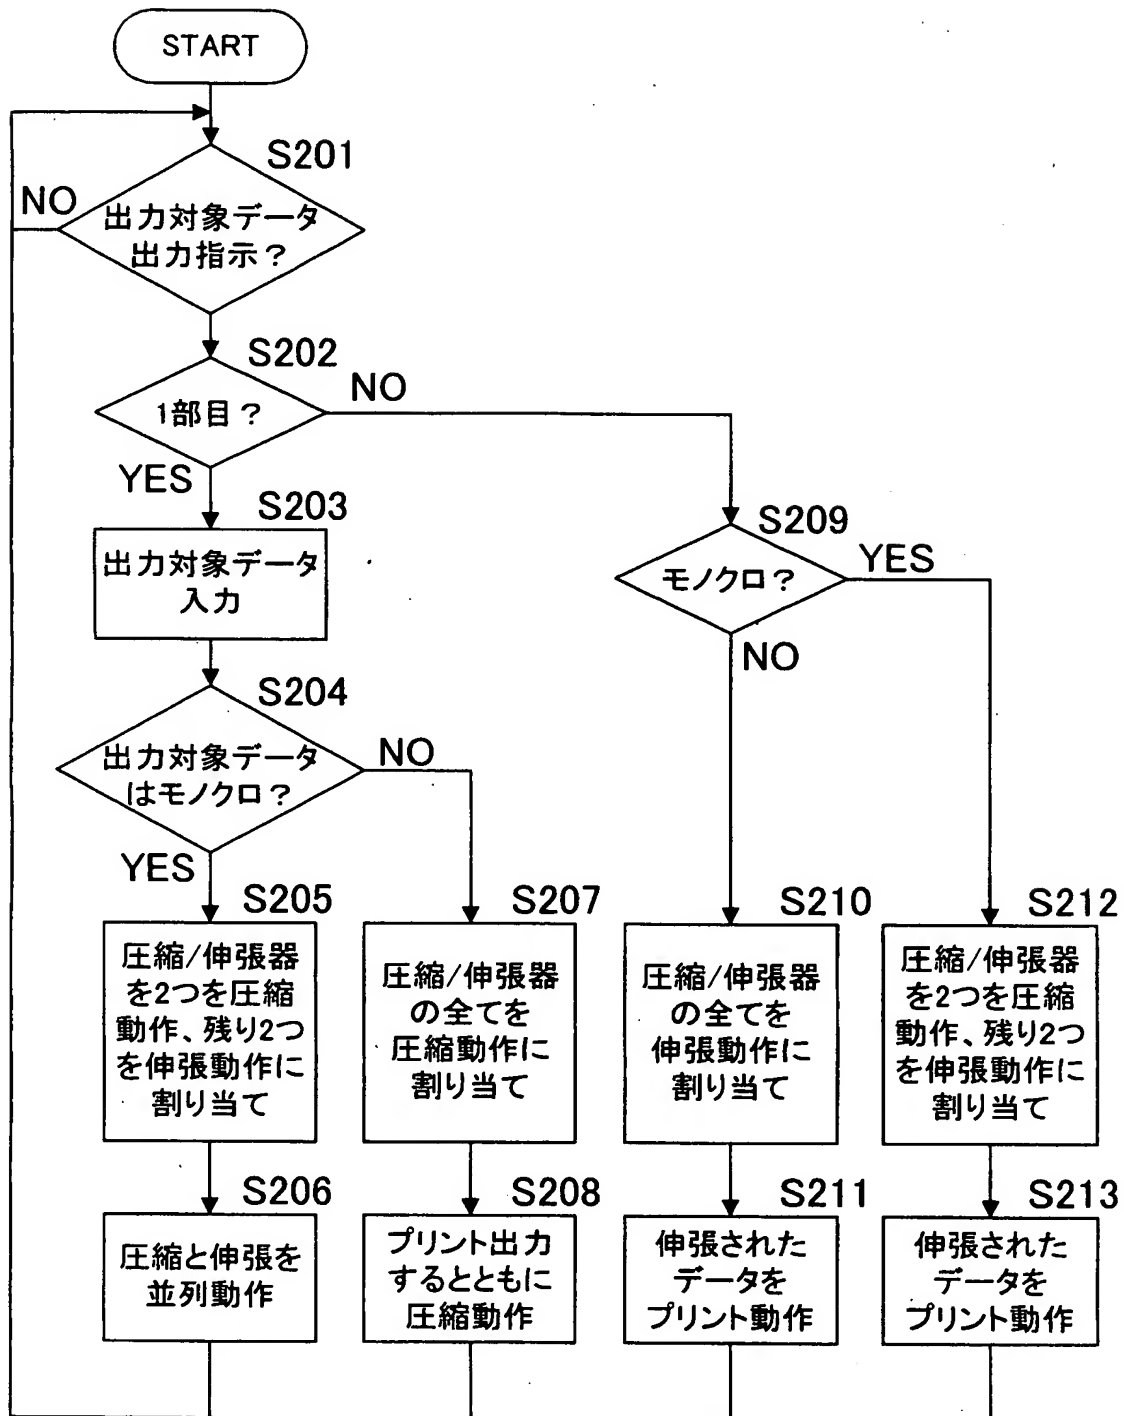 START
S201
NO
出力対象データ
出力指示?
S202
NO
1部目?
YES
S203
出力対象データ
入力
S209
モノクロ?
YES
NO
S204
出力対象データ
はモノクロ?
NO
YES
S205
圧縮/伸張器
を2つを圧縮
動作、残り2つ
を伸張動作に
割り当て
S207
圧縮/伸張器
の全てを
圧縮動作に
割り当て
S210
圧縮/伸張器
の全てを
伸張動作に
割り当て
S212
圧縮/伸張器
を2つを圧縮
動作、残り2つ
を伸張動作に
割り当て
S206
圧縮と伸張を
並列動作
S208
プリント出力
するとともに
圧縮動作
S211
伸張された
データを
プリント動作
S213
伸張された
データを
プリント動作